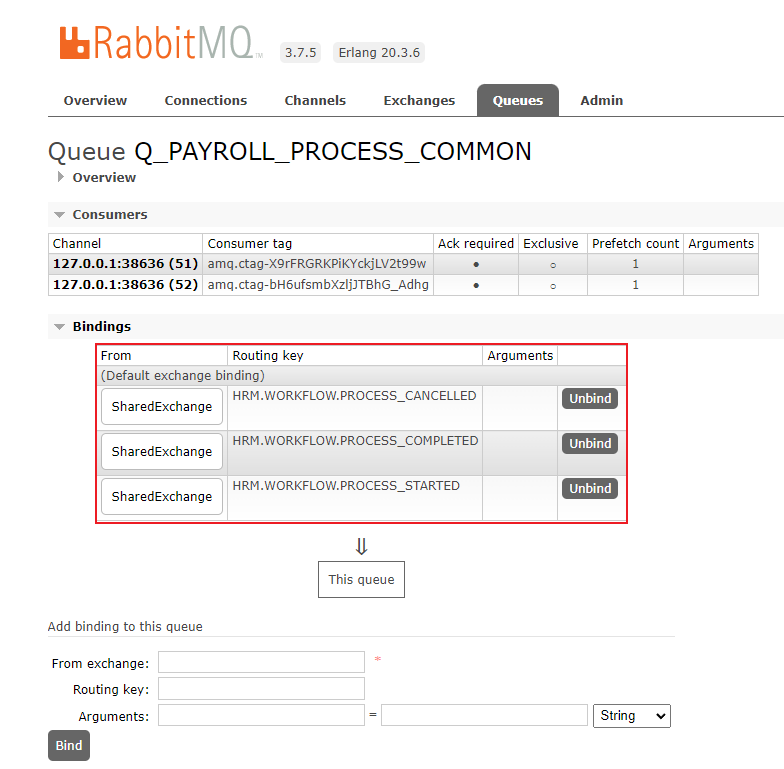 RabbitMQ TM 3.7.5 Erlang 20.3.6
Overview Connections Channels Exchanges Queues Admin
Queue Q_PAYROLL_PROCESS_COMMON
Overview
Consumers
Channel Consumer tag Ack required Exclusive Prefetch count Arguments
127.0.0.1:38636 (51) amq.ctag-X9rFRGRKPiKYckjLV2t99w ● ○ 1
127.0.0.1:38636 (52) amq.ctag-bH6ufsmbXzljJTBhG_Adhg ● ○ 1
Bindings
From Routing key Arguments
(Default exchange binding)
SharedExchange HRM.WORKFLOW.PROCESS_CANCELLED Unbind
SharedExchange HRM.WORKFLOW.PROCESS_COMPLETED Unbind
SharedExchange HRM.WORKFLOW.PROCESS_STARTED Unbind
⇓
This queue
Add binding to this queue
From exchange: *
Routing key:
Arguments: = String
Bind